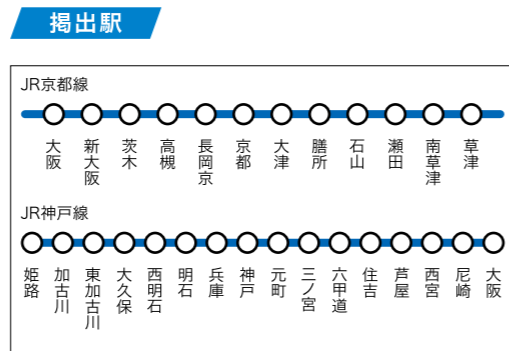 掲出駅
JR京都線
大阪
新大阪
茨木
高槻
長岡京
京都
大津
膳所
石山
瀬田
南草津
草津
JR神戸線
姫路
加古川
東加古川
大久保
西明石
明石
兵庫
神戸
元町
三ノ宮
六甲道
住吉
芦屋
西宮
尼崎
大阪